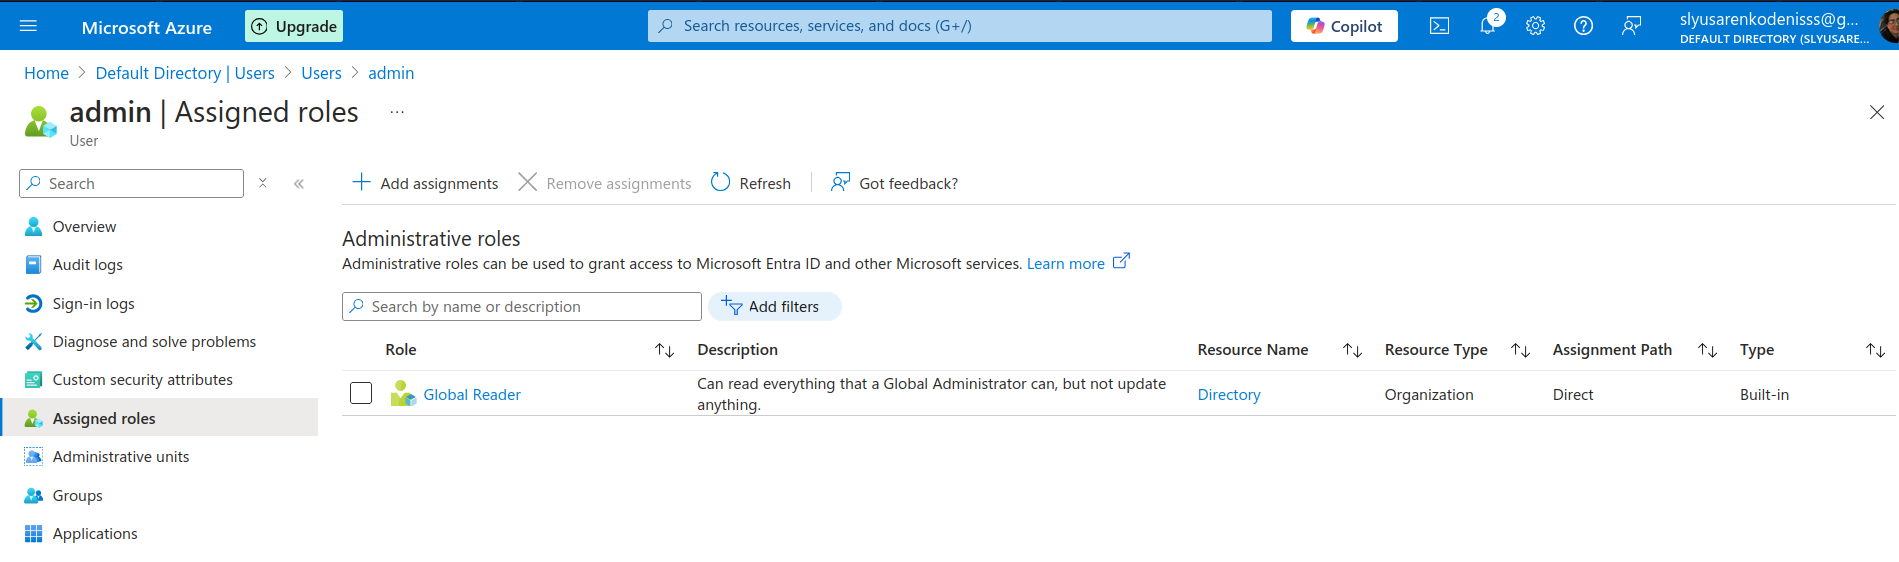 Microsoft Azure
Upgrade
Search resources, services, and docs (G+/)
Copilot
2
slyusarenkodenisss@g...
DEFAULT DIRECTORY (SLYUSARE...
Home > Default Directory | Users > Users > admin
admin | Assigned roles ...
User
Search
Add assignments
Remove assignments
Refresh
Got feedback?
Overview
Audit logs
Sign-in logs
Diagnose and solve problems
Custom security attributes
Assigned roles
Administrative units
Groups
Applications
Administrative roles
Administrative roles can be used to grant access to Microsoft Entra ID and other Microsoft services. Learn more
Search by name or description
Add filters
Role Description Resource Name Resource Type Assignment Path Type
Global Reader
Can read everything that a Global Administrator can, but not update
anything.
Directory
Organization
Direct
Built-in